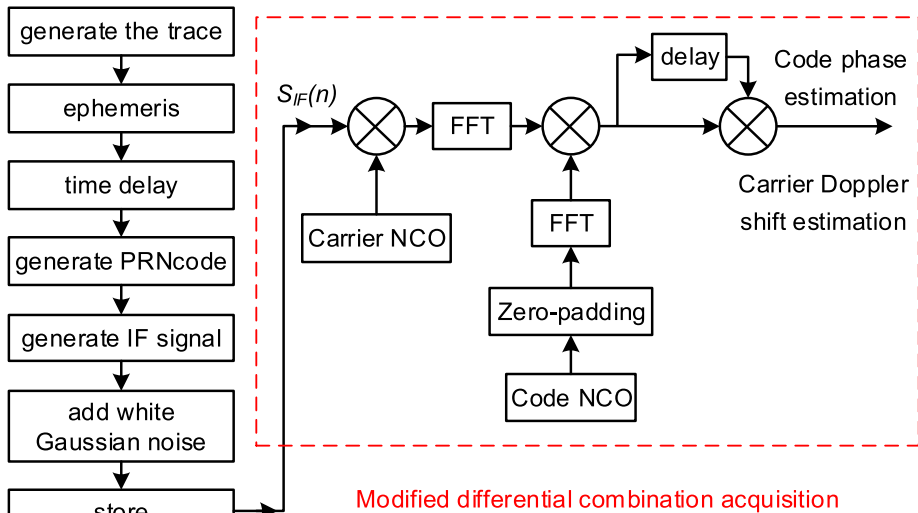 generate the trace
ephemeris
time delay
generate PRNcode
generate IF signal
add white
Gaussian noise
store
S_IF(n)
Carrier NCO
FFT
FFT
Zero-padding
Code NCO
delay
Code phase
estimation
Carrier Doppler
shift estimation
Modified differential combination acquisition